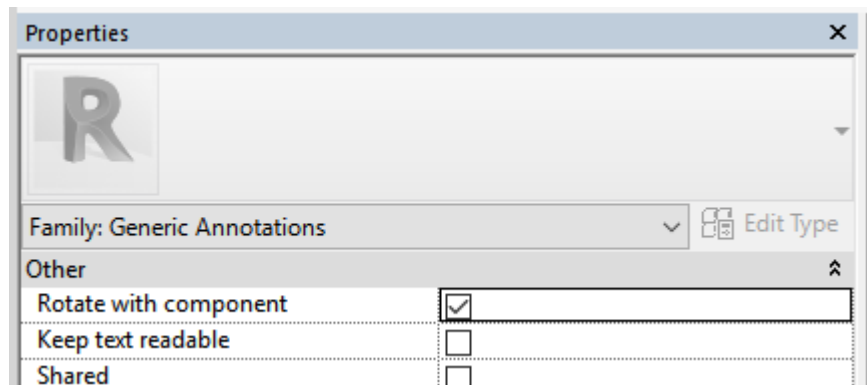 Properties
Family: Generic Annotations
Edit Type
Other
Rotate with component
Keep text readable
Shared